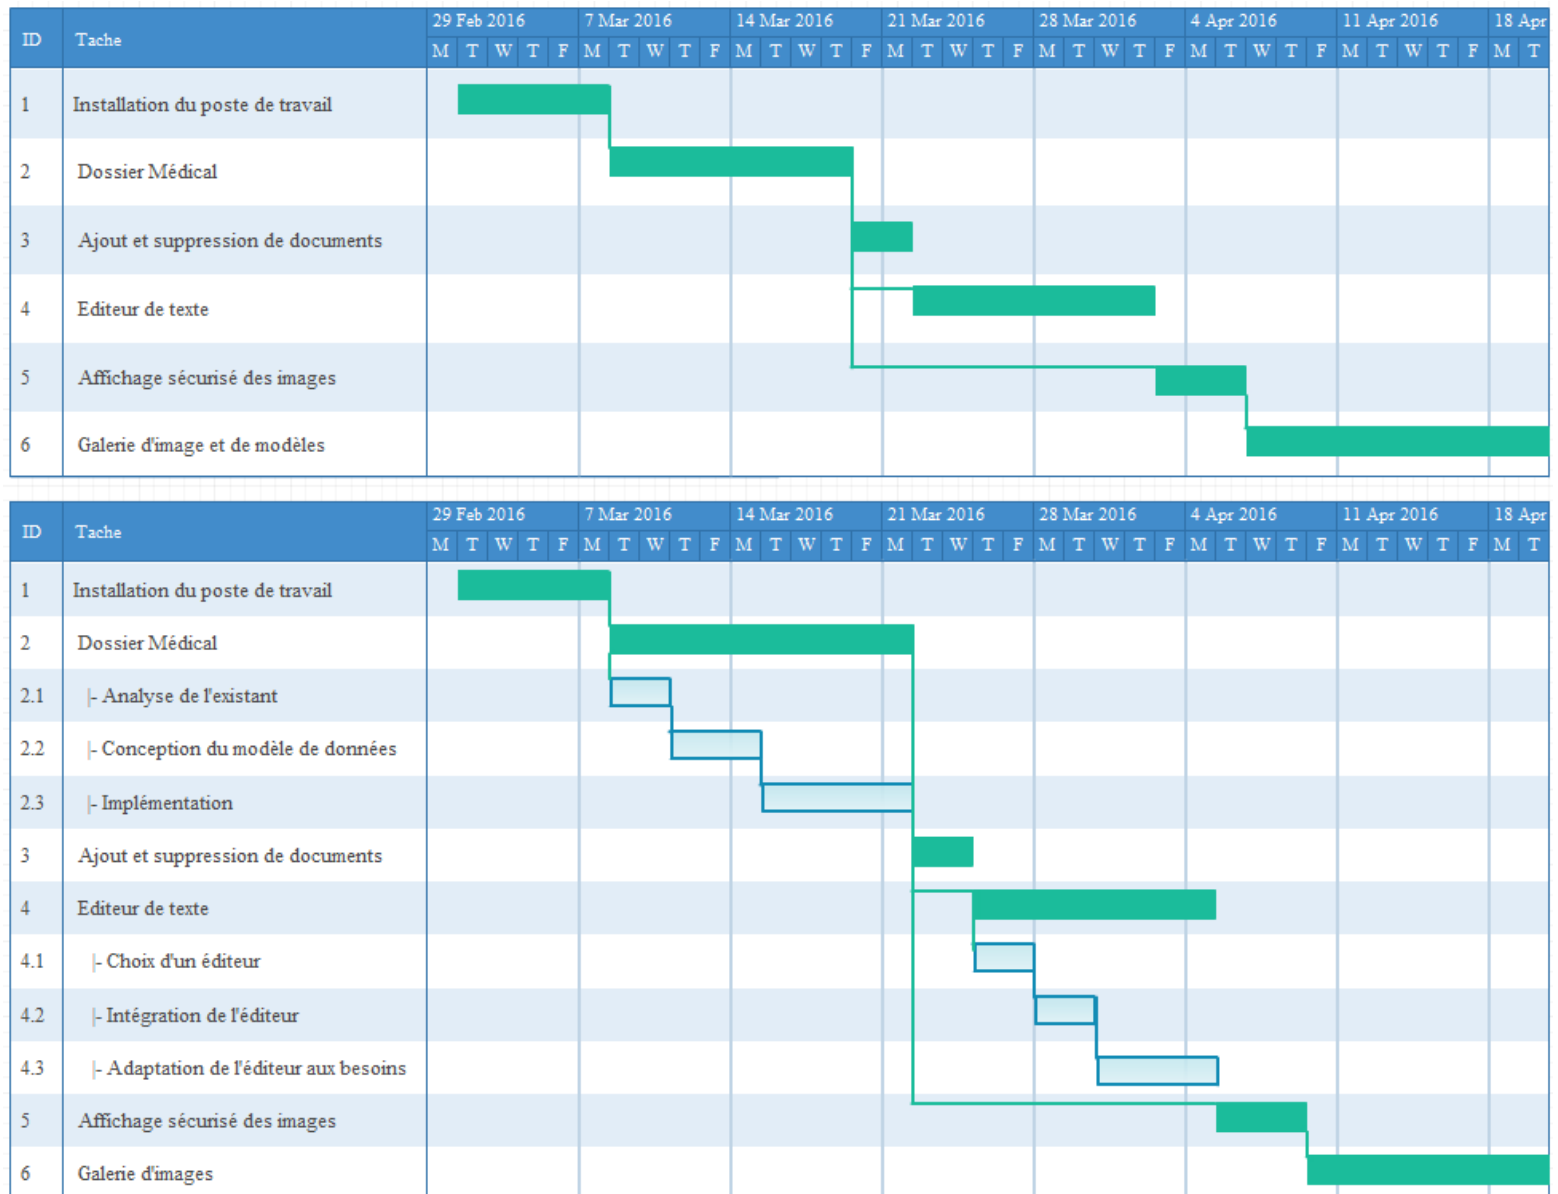 ID Tache 29 Feb 2016 7 Mar 2016 14 Mar 2016 21 Mar 2016 28 Mar 2016 4 Apr 2016 11 Apr 2016 18 Apr
M T W T F M T W T F M T W T F M T W T F M T W T F M T W T F M T W T F M T
1 Installation du poste de travail
2 Dossier Médical
3 Ajout et suppression de documents
4 Editeur de texte
5 Affichage sécurisé des images
6 Galerie d'image et de modèles
ID Tache 29 Feb 2016 7 Mar 2016 14 Mar 2016 21 Mar 2016 28 Mar 2016 4 Apr 2016 11 Apr 2016 18 Apr
M T W T F M T W T F M T W T F M T W T F M T W T F M T W T F M T W T F M T
1 Installation du poste de travail
2 Dossier Médical
2.1 |- Analyse de l'existant
2.2 |- Conception du modèle de données
2.3 |- Implémentation
3 Ajout et suppression de documents
4 Editeur de texte
4.1 |- Choix d'un éditeur
4.2 |- Intégration de l'éditeur
4.3 |- Adaptation de l'éditeur aux besoins
5 Affichage sécurisé des images
6 Galerie d'images